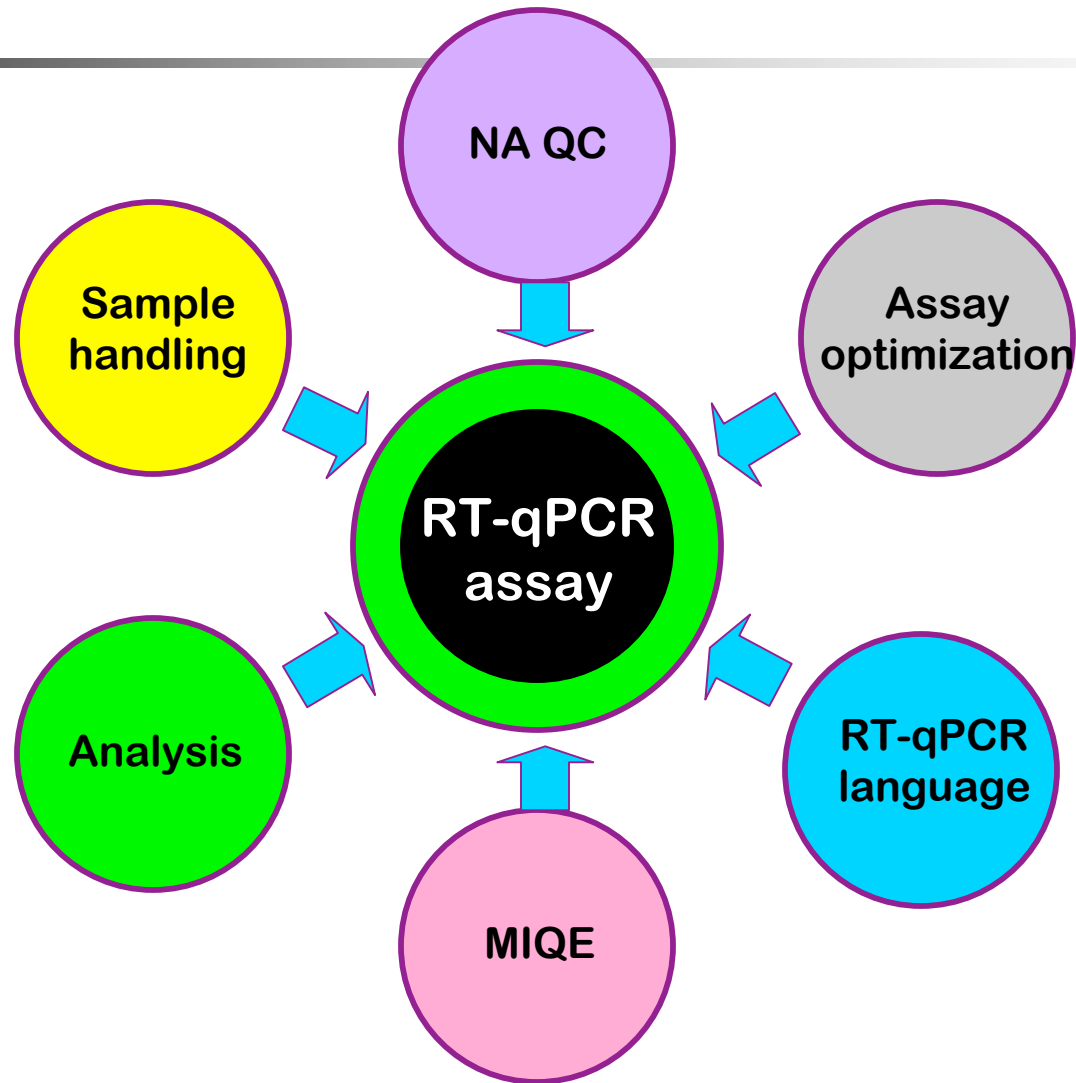 NA QC
Sample
handling
Assay
optimization
RT-qPCR
assay
Analysis
RT-qPCR
language
MIQE